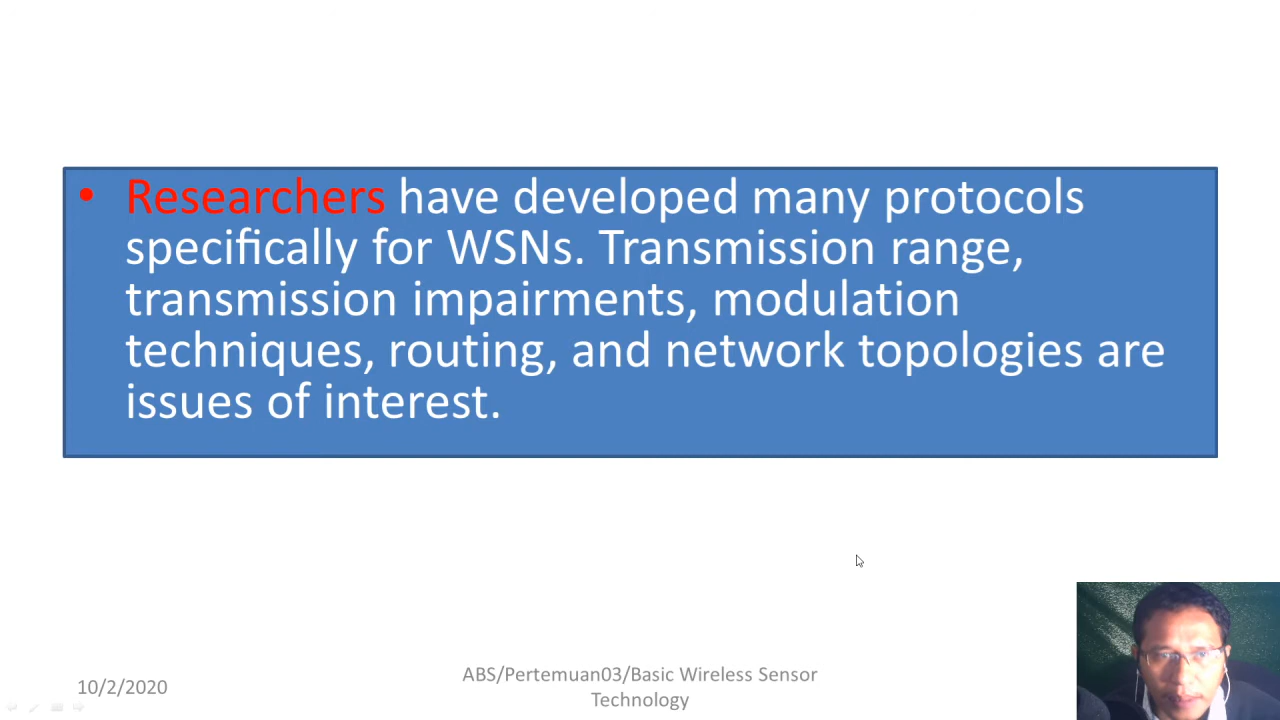 • Researchers have developed many protocols
specifically for WSNs. Transmission range,
transmission impairments, modulation
techniques, routing, and network topologies are
issues of interest.
10/2/2020
ABS/Pertemuan03/Basic Wireless Sensor
Technology